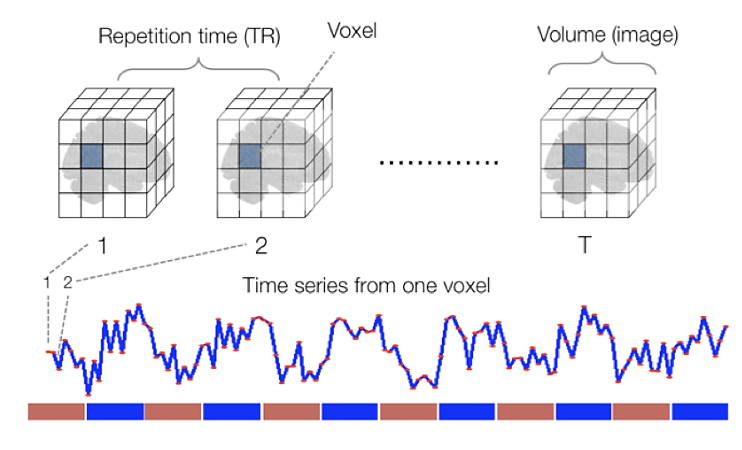 Repetition time (TR)
Voxel
Volume (image)
1
2
T
1
2
Time series from one voxel